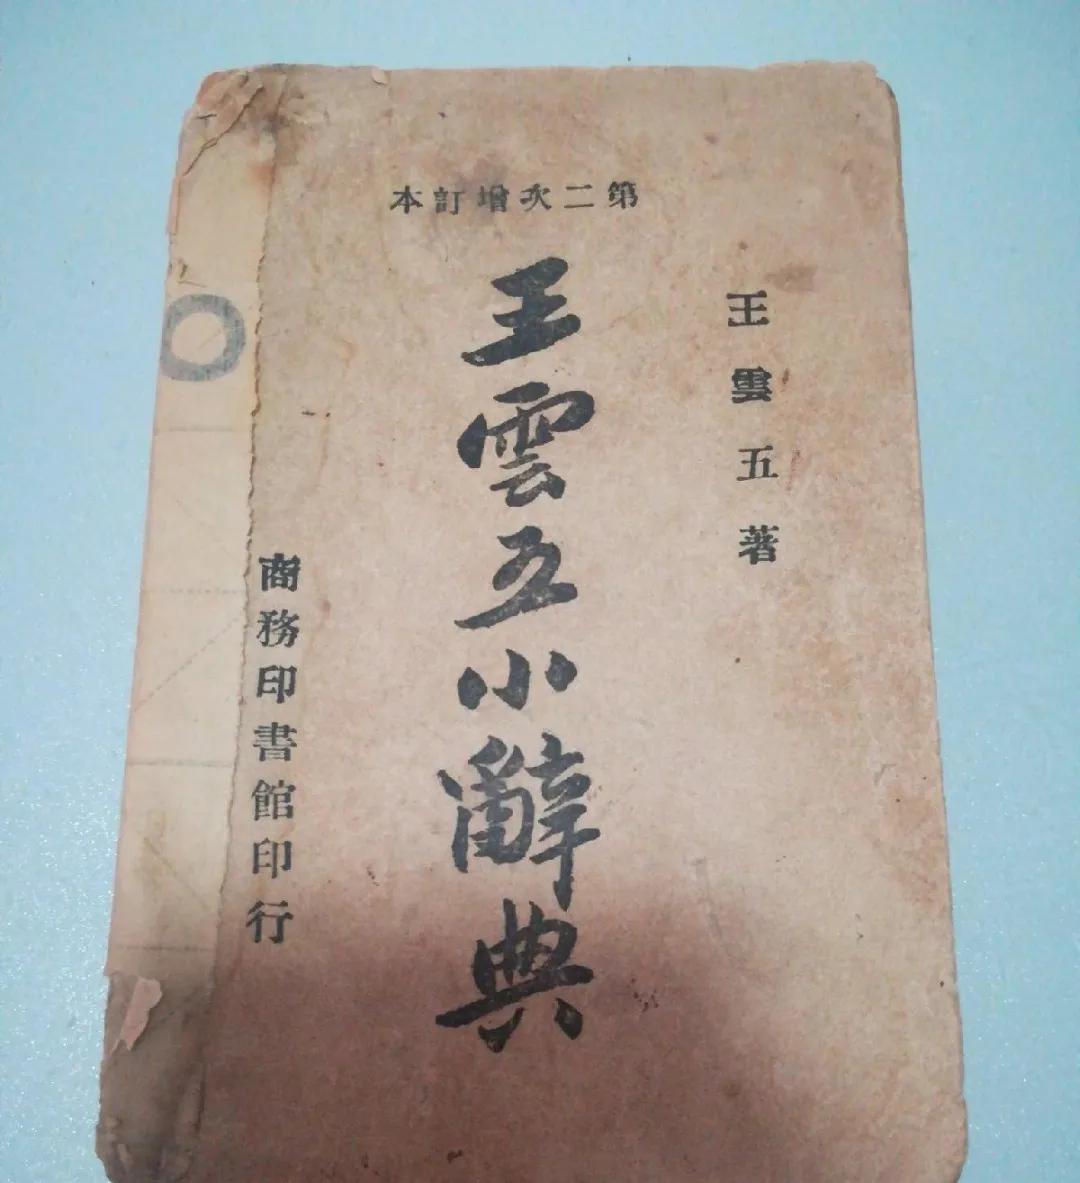 第二次增訂本
王雲五著
王雲五小辭典
商務印書館印行